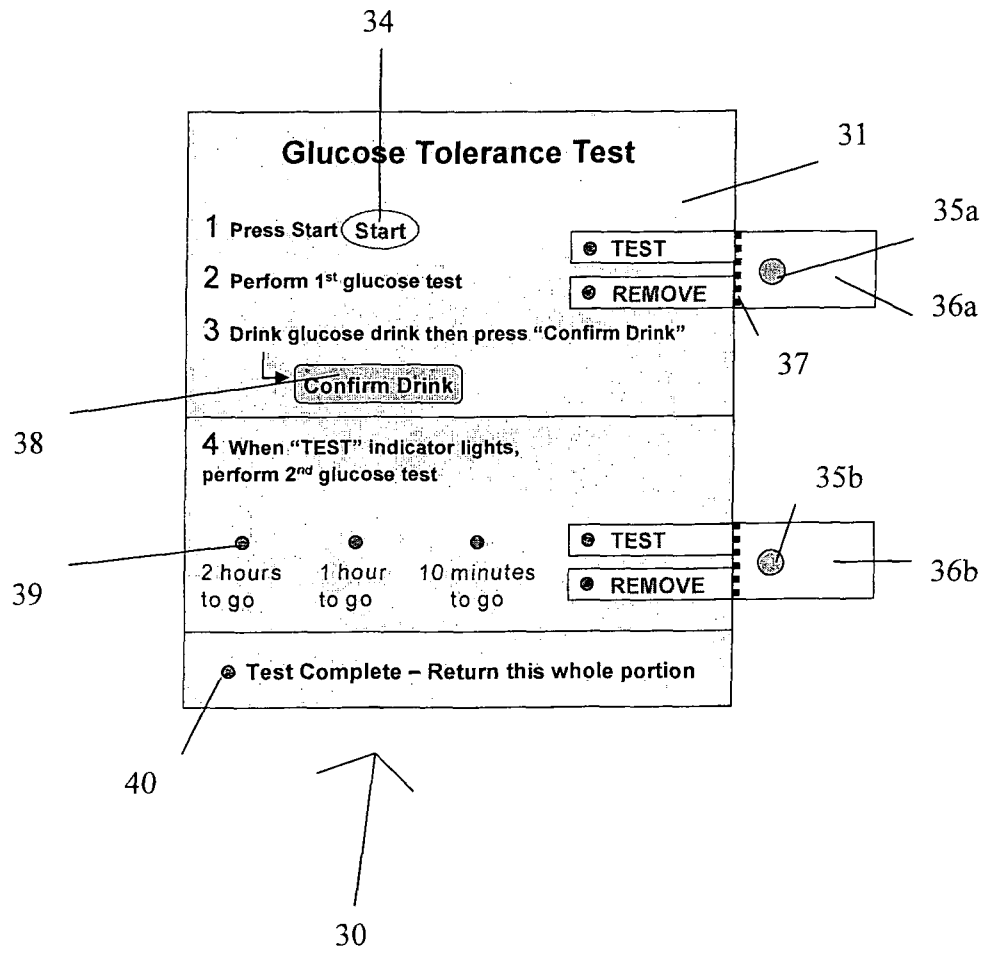 34
Glucose Tolerance Test
31
35a
1 Press Start Start
TEST
2 Perform 1st glucose test
REMOVE
36a
3 Drink glucose drink then press “Confirm Drink”
37
Confirm Drink
38
4 When “TEST” indicator lights,
perform 2nd glucose test
35b
TEST
2 hours
to go
1 hour
to go
10 minutes
to go
REMOVE
36b
39
Test Complete – Return this whole portion
40
30